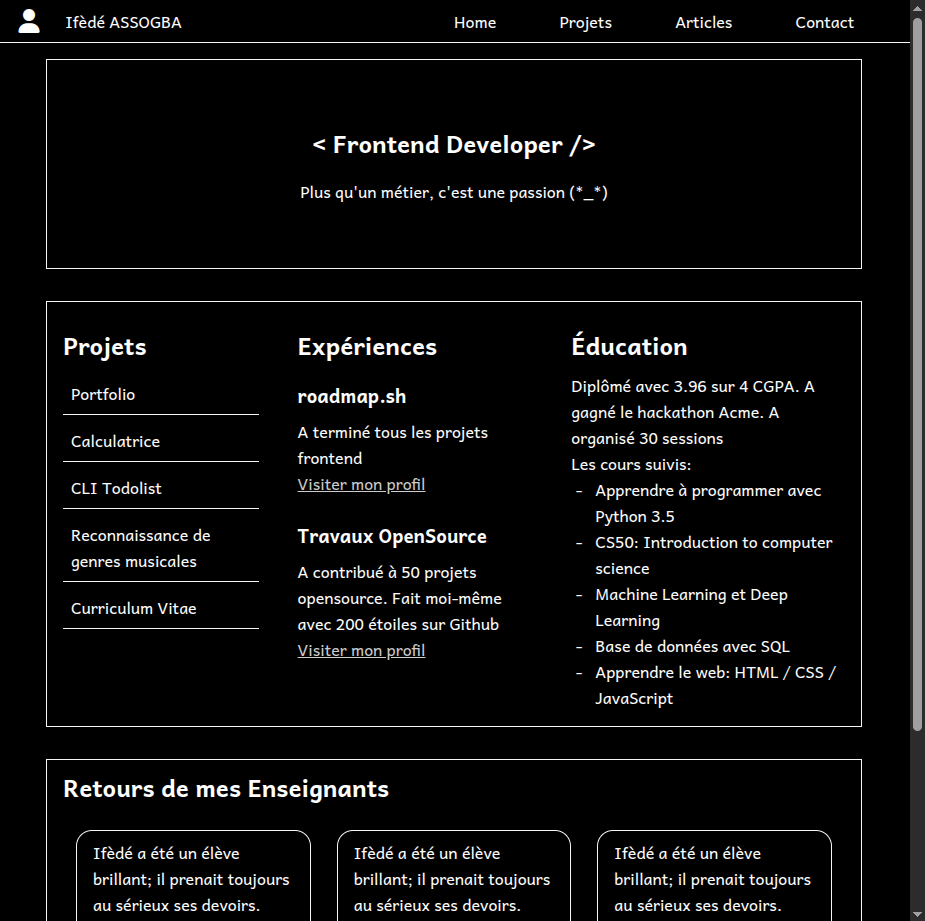 Ifèdé ASSOGBA
Home
Projets
Articles
Contact
< Frontend Developer />
Plus qu'un métier, c'est une passion (*_*)
Projets
Portfolio
Calculatrice
CLI Todolist
Reconnaissance de
genres musicales
Curriculum Vitae
Expériences
roadmap.sh
A terminé tous les projets
frontend
Visiter mon profil
Travaux OpenSource
A contribué à 50 projets
opensource. Fait moi-même
avec 200 étoiles sur Github
Visiter mon profil
Éducation
Diplômé avec 3.96 sur 4 CGPA. A
gagné le hackathon Acme. A
organisé 30 sessions
Les cours suivis:
- Apprendre à programmer avec
Python 3.5
- CS50: Introduction to computer
science
- Machine Learning et Deep
Learning
- Base de données avec SQL
- Apprendre le web: HTML / CSS /
JavaScript
Retours de mes Enseignants
Ifèdé a été un élève
brillant; il prenait toujours
au sérieux ses devoirs.
Ifèdé a été un élève
brillant; il prenait toujours
au sérieux ses devoirs.
Ifèdé a été un élève
brillant; il prenait toujours
au sérieux ses devoirs.